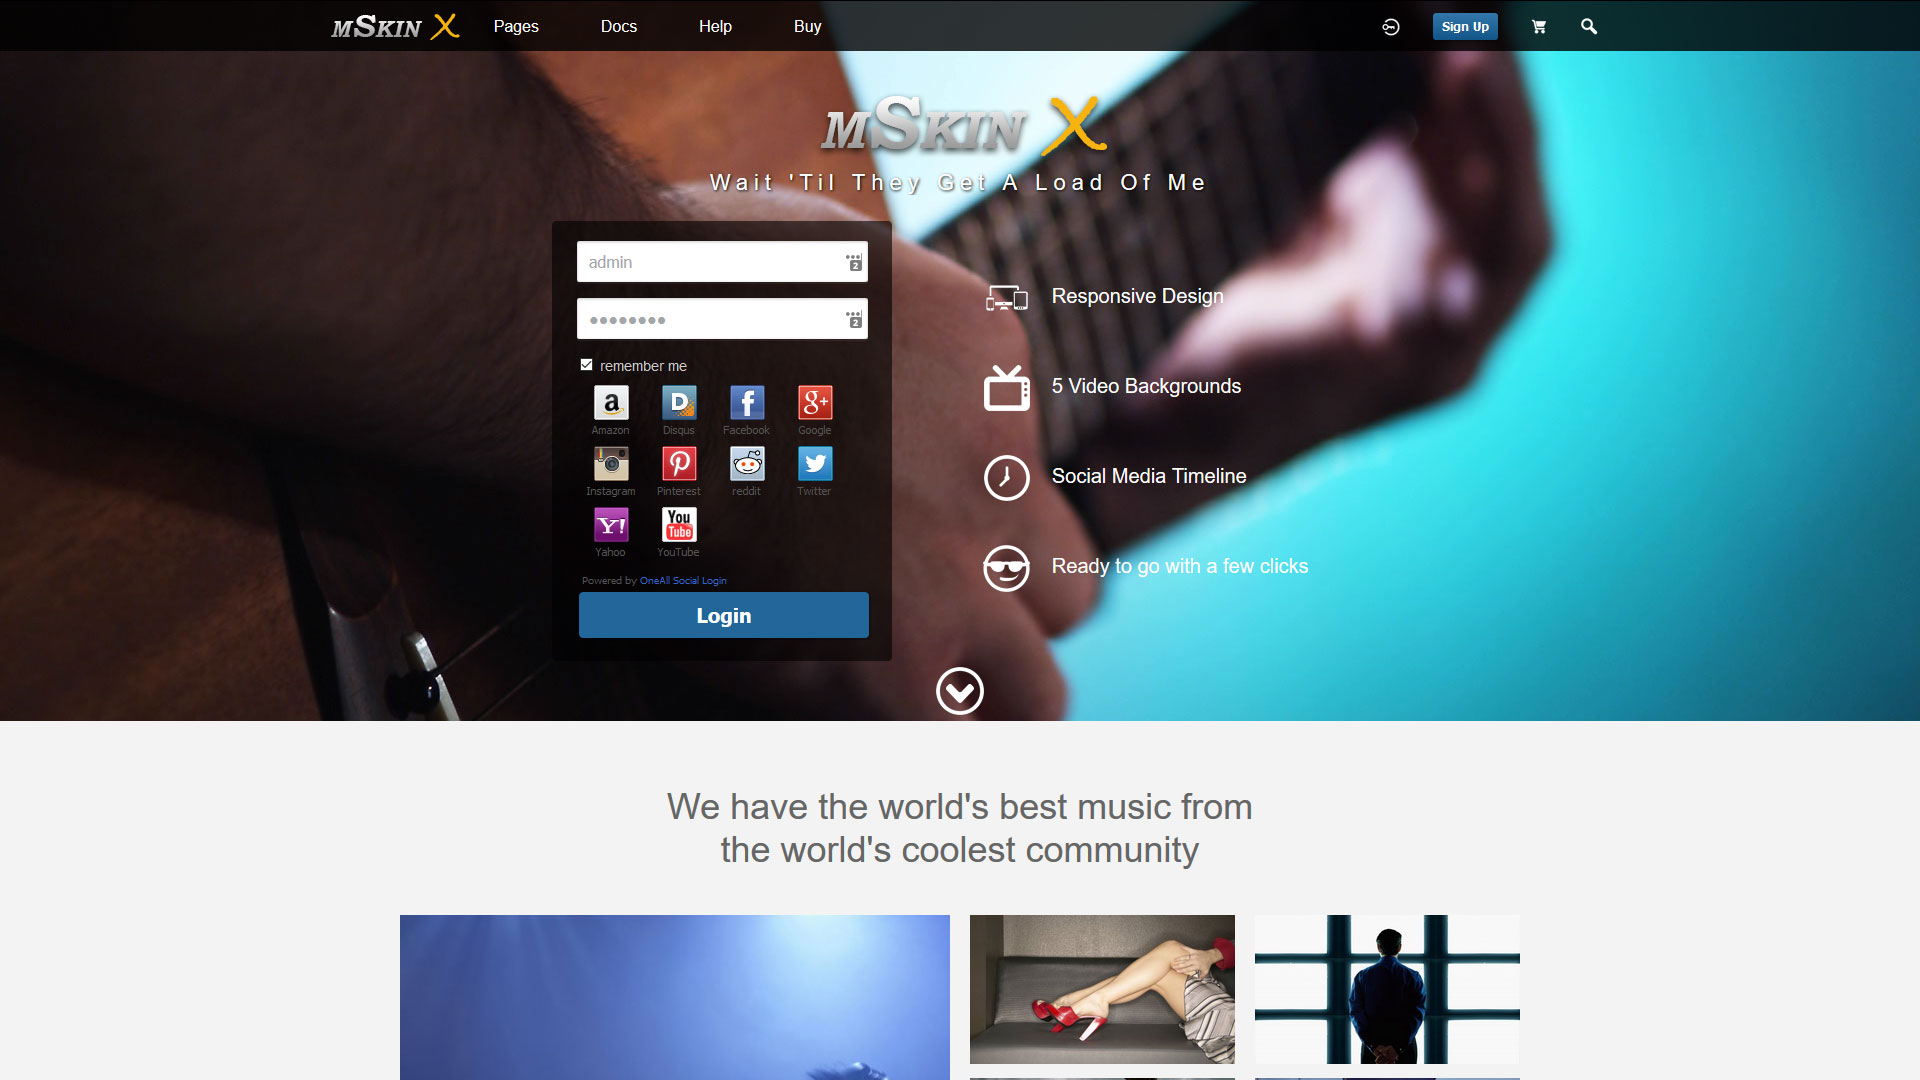 mSKIN X
Pages
Docs
Help
Buy
Sign Up
mSKIN X
Wait 'Til They Get A Load Of Me
admin
2
2
remember me
Amazon
Disqus
Facebook
Google
Instagram
Pinterest
reddit
Twitter
Yahoo
YouTube
Powered by OneAll Social Login
Login
Responsive Design
5 Video Backgrounds
Social Media Timeline
Ready to go with a few clicks
We have the world's best music from
the world's coolest community